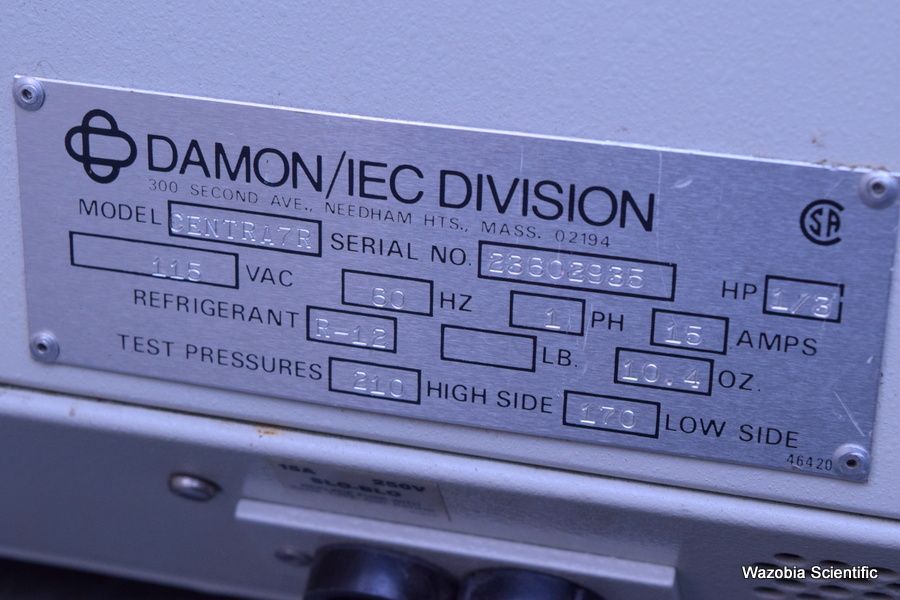 DAMON/IEC DIVISION
300 SECOND AVE., NEEDHAM HTS., MASS. 02194
MODEL CENTRA7R SERIAL NO. 23602935 HP 1/3
115 VAC 60 HZ 1 PH 15 AMPS
REFRIGERANT R-12 LB. 10.4 OZ.
TEST PRESSURES 210 HIGH SIDE 170 LOW SIDE
46420
15A 250V
SLO-BLO
Wazobia Scientific